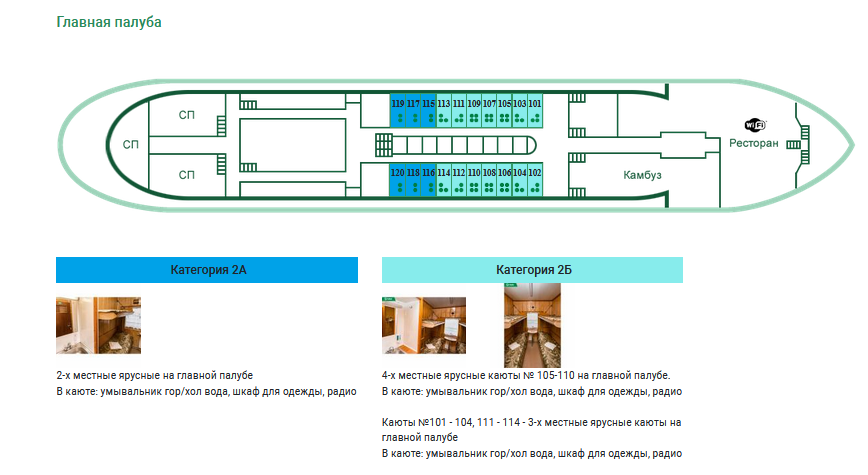 Главная палуба
119 117 115 113 111 109 107 105 103 101
СП
СП
СП
WiFi
Ресторан
Камбуз
120 118 116 114 112 110 108 106 104 102
Категория 2А
Категория 2Б
2-х местные ярусные на главной палубе
В каюте: умывальник гор/хол вода, шкаф для одежды, радио
4-х местные ярусные каюты № 105-110 на главной палубе.
В каюте: умывальник гор/хол вода, шкаф для одежды, радио
Каюты №101 - 104, 111 - 114 - 3-х местные ярусные каюты на
главной палубе
В каюте: умывальник гор/хол вода, шкаф для одежды, радио